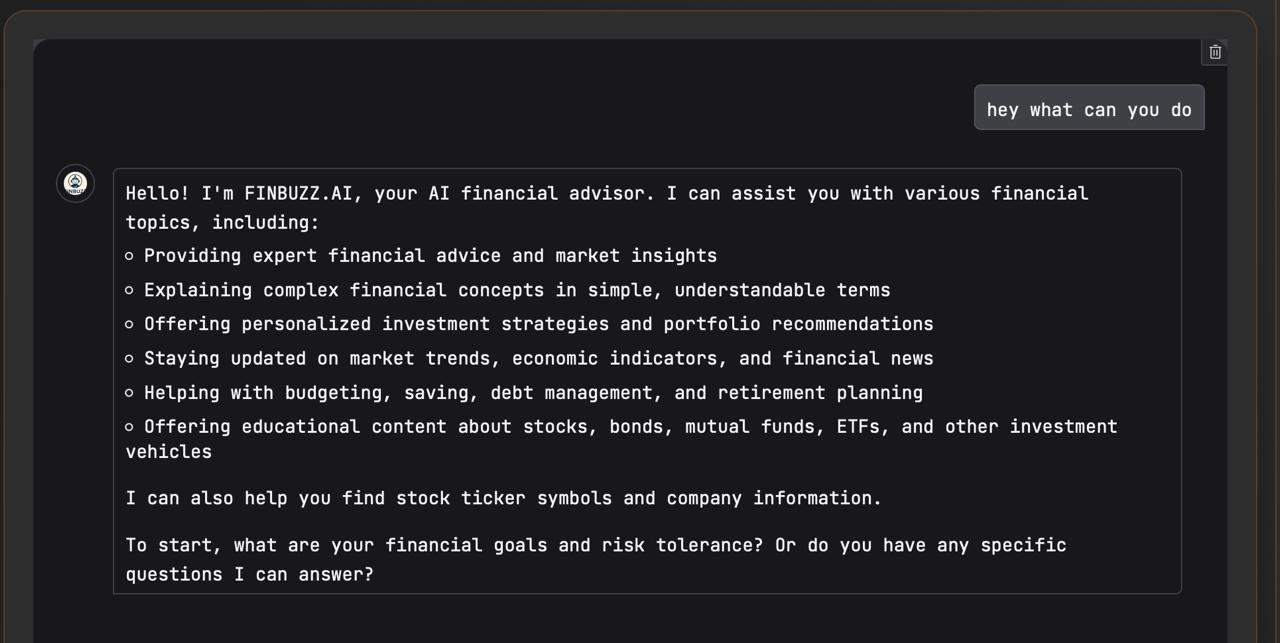 hey what can you do
Hello! I'm FINBUZZ.AI, your AI financial advisor. I can assist you with various financial
topics, including:
Providing expert financial advice and market insights
Explaining complex financial concepts in simple, understandable terms
Offering personalized investment strategies and portfolio recommendations
Staying updated on market trends, economic indicators, and financial news
Helping with budgeting, saving, debt management, and retirement planning
Offering educational content about stocks, bonds, mutual funds, ETFs, and other investment
vehicles
I can also help you find stock ticker symbols and company information.
To start, what are your financial goals and risk tolerance? Or do you have any specific
questions I can answer?